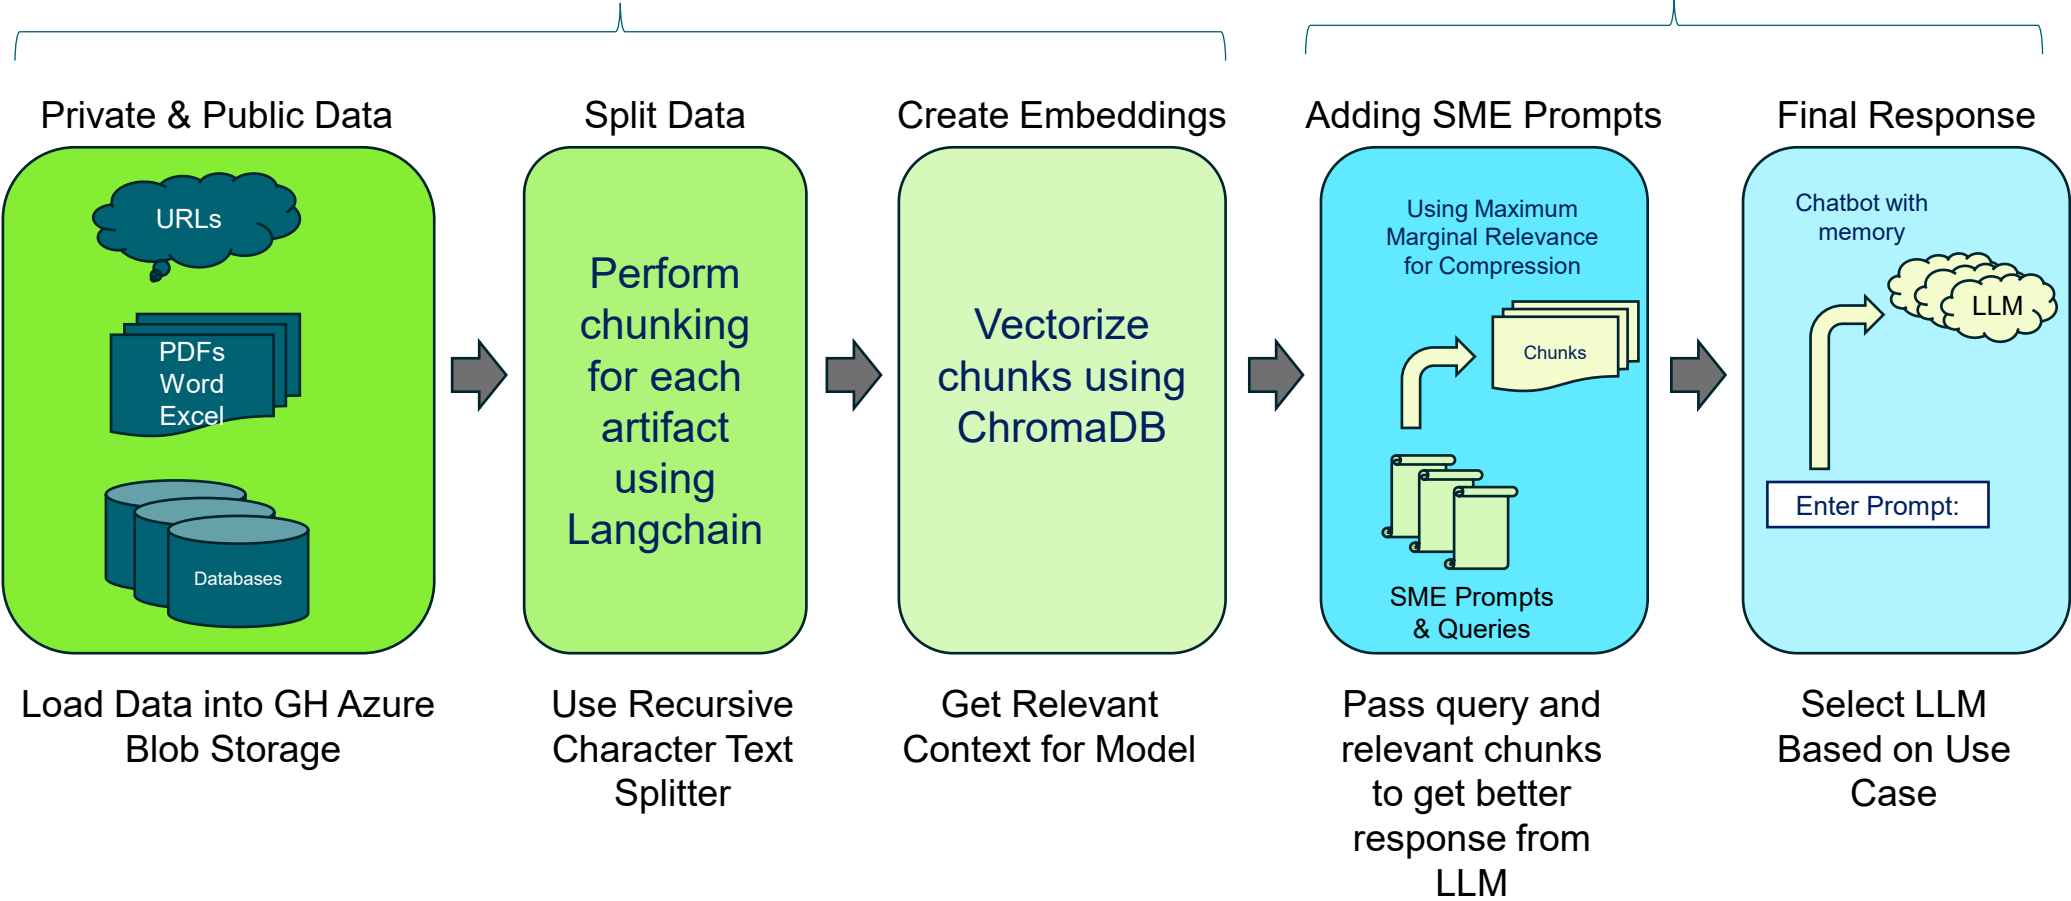 Private & Public Data
Split Data
Create Embeddings
Adding SME Prompts
Final Response
URLs
PDFs
Word
Excel
Databases
Perform
chunking
for each
artifact
using
Langchain
Vectorize
chunks using
ChromaDB
Using Maximum
Marginal Relevance
for Compression
Chunks
SME Prompts
& Queries
Chatbot with
memory
LLM
Enter Prompt:
Load Data into GH Azure
Blob Storage
Use Recursive
Character Text
Splitter
Get Relevant
Context for Model
Pass query and
relevant chunks
to get better
response from
LLM
Select LLM
Based on Use
Case